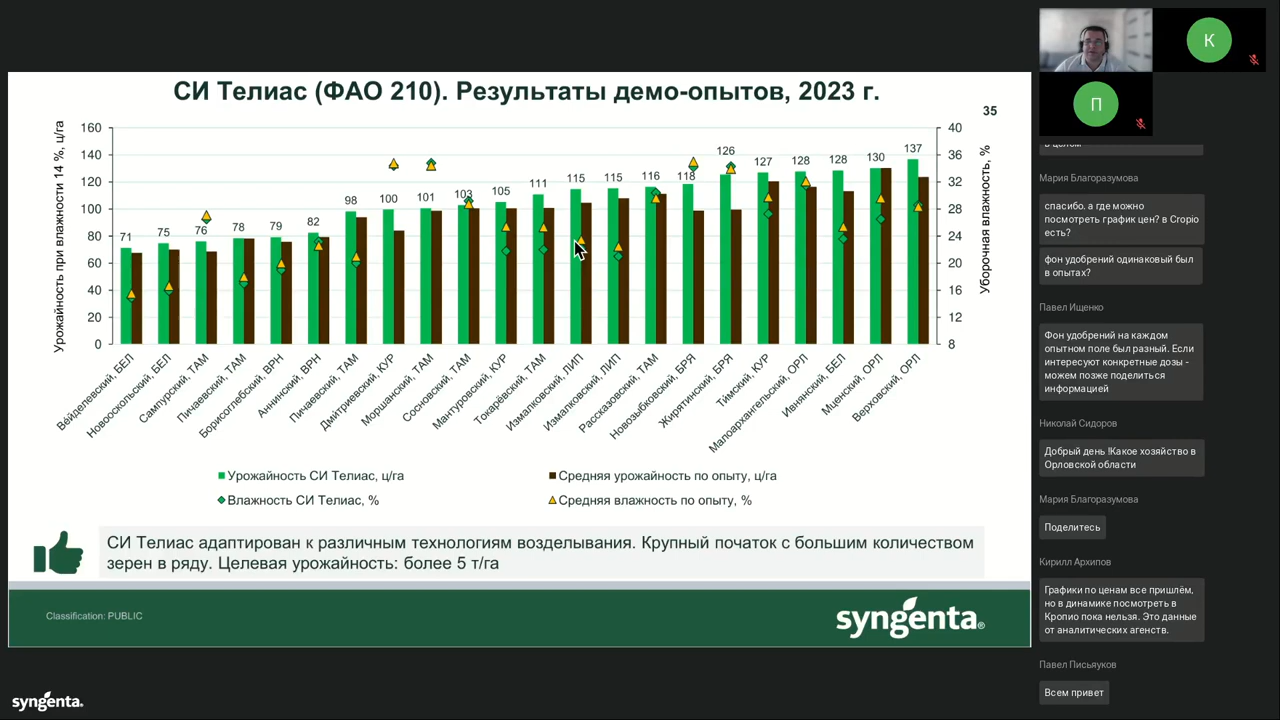 СИ Телиас (ФАО 210). Результаты демо-опытов, 2023 г.
35
Урожайность при влажности 14 %, ц/га
160
140
120
100
80
60
40
20
0
71
75
76
78
79
82
98
100
101
103
105
111
115
115
116
118
126
127
128
128
130
137
40
36
32
28
24
20
16
12
8
Уборочная влажность, %
Вейделевский, БЕЛ
Новооскольский, БЕЛ
Сампурский, ТАМ
Пичаевский, ТАМ
Борисоглебский, ВРН
Аннинский, ВРН
Пичаевский, ТАМ
Дмитриевский, КУР
Моршанский, ТАМ
Сосновский, ТАМ
Мантуровский, КУР
Токарёвский, ТАМ
Измалковский, ЛИП
Измалковский, ЛИП
Рассказовский, ТАМ
Новозыбковский, БРЯ
Жирятинский, БРЯ
Тимский, КУР
Малоархангельский, ОРЛ
Ивнянский, БЕЛ
Мценский, ОРЛ
Верховский, ОРЛ
Урожайность СИ Телиас, ц/га
Средняя урожайность по опыту, ц/га
Влажность СИ Телиас, %
Средняя влажность по опыту, %
СИ Телиас адаптирован к различным технологиям возделывания. Крупный початок с большим количеством
зерен в ряду. Целевая урожайность: более 5 т/га
Classification: PUBLIC
syngenta®
syngenta.
К
П
Мария Благоразумова
спасибо. а где можно
посмотреть график цен? в Cropio
есть?
фон удобрений одинаковый был
в опытах?
Павел Ищенко
Фон удобрений на каждом
опытном поле был разный. Если
интересуют конкретные дозы -
можем позже поделиться
информацией
Николай Сидоров
Добрый день !Какое хозяйство в
Орловской области
Мария Благоразумова
Поделитесь
Кирилл Архипов
Графики по ценам все пришлём,
но в динамике посмотреть в
Кропио пока нельзя. Это данные
от аналитических агенств.
Павел Письяуков
Всем привет